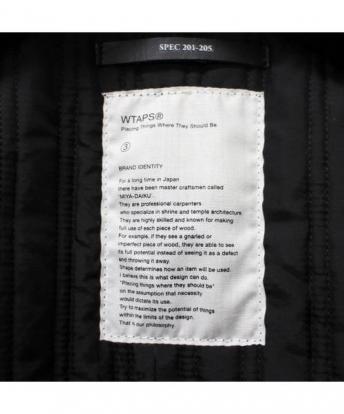 SPEC 201-205
WTAPS®
Placing Things Where They Should Be
3
BRAND IDENTITY
For a long time in Japan
there have been master craftsmen called
"MIYA-DAIKU".
They are professional carpenters
who specialize in shrine and temple architecture.
They are highly skilled and known for making
full use of each piece of wood.
For example, if they see a gnarled or
imperfect piece of wood, they are able to see
its full potential instead of seeing it as a defect
and throwing it away.
Shape determines how an item will be used.
I believe this is what design can do.
"Placing things where they should be"
on the assumption that necessity
would dictate its use.
Try to maximize the potential of things
within the limits of the design.
That is our philosophy.